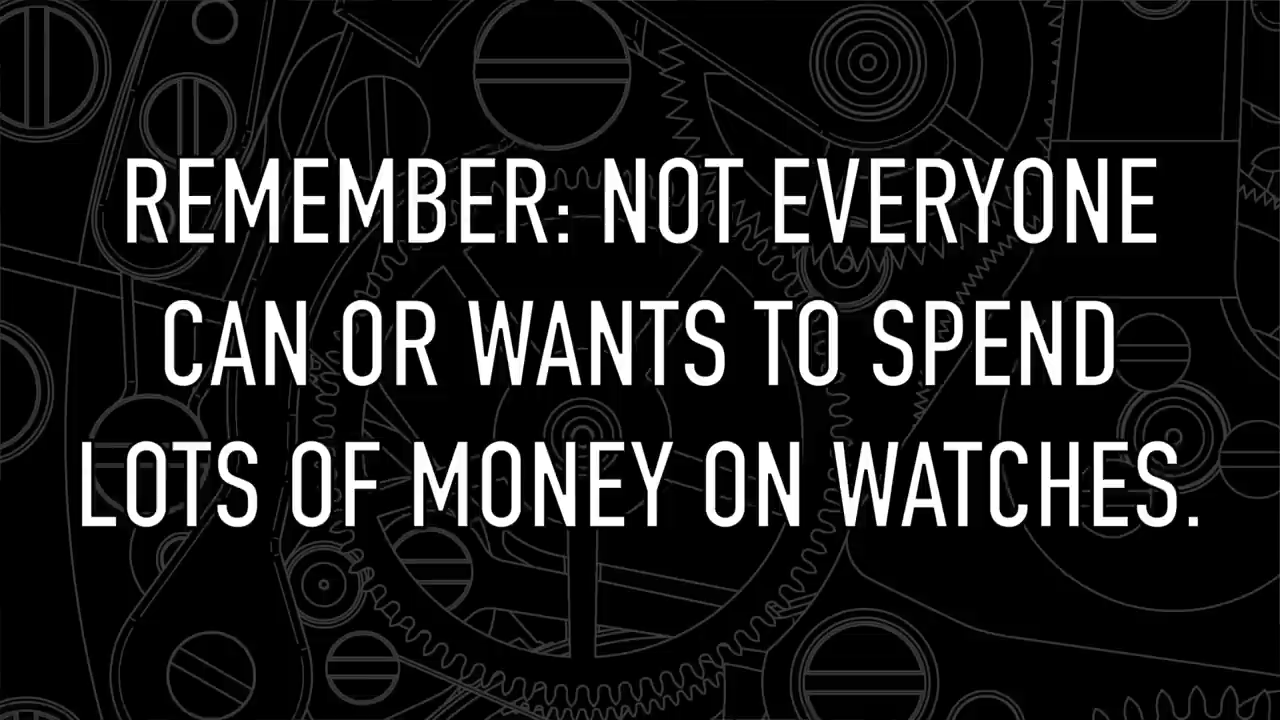 REMEMBER: NOT EVERYONE
CAN OR WANTS TO SPEND
LOTS OF MONEY ON WATCHES.